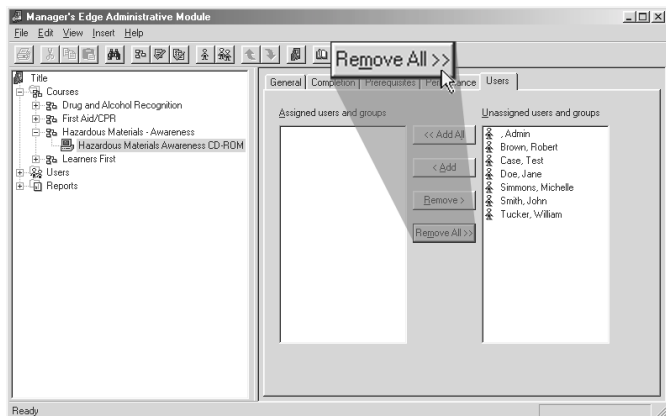 Manager's Edge Administrative Module
File Edit View Insert Help
Remove All >>
Title
Courses
Drug and Alcohol Recognition
First Aid/CPR
Hazardous Materials - Awareness
Hazardous Materials Awareness CD-ROM
Learners First
Users
Reports
General Completion Prerequisites Performance Users
Assigned users and groups
Unassigned users and groups
<< Add All
< Add
Remove >
Remove All >>
, Admin
Brown, Robert
Case, Test
Doe, Jane
Simmons, Michelle
Smith, John
Tucker, William
Ready